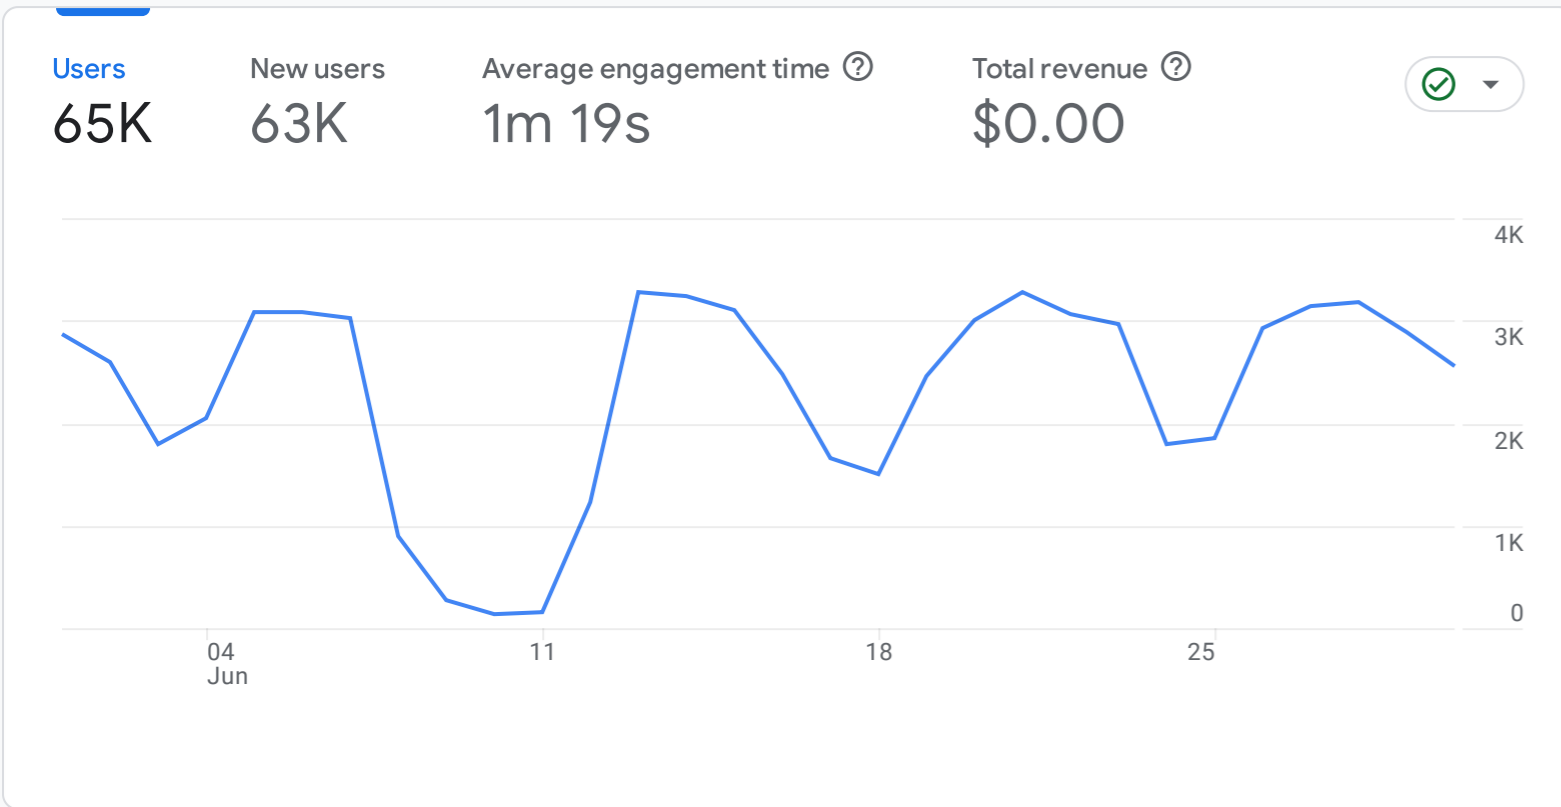 Users
65K
New users
63K
Average engagement time
1m 19s
Total revenue
$0.00
4K
3K
2K
1K
0
04
Jun
11
18
25